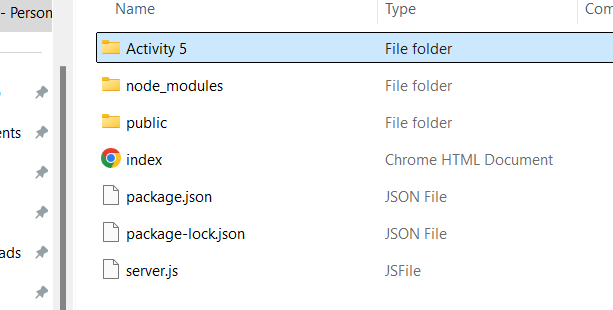 - Person
ents
ads
Name Type Com
Activity 5 File folder
node_modules File folder
public File folder
index Chrome HTML Document
package.json JSON File
package-lock.json JSON File
server.js JSFile